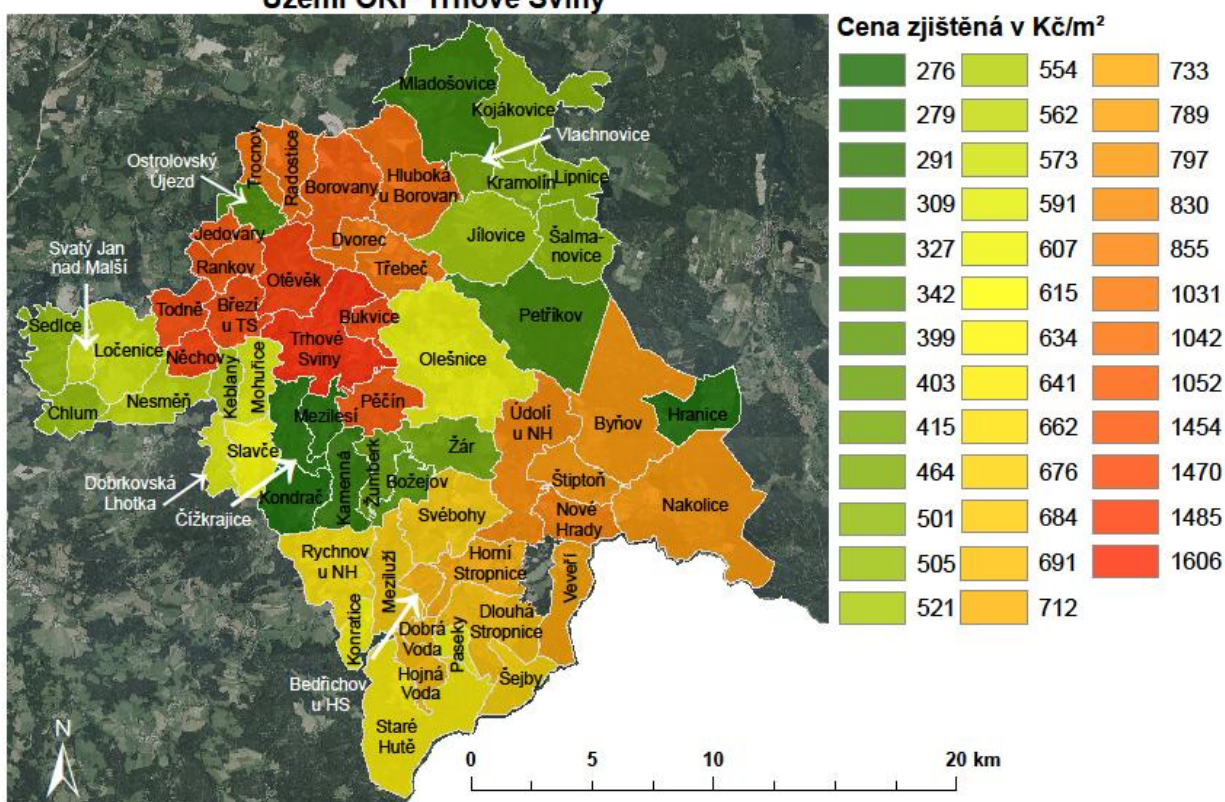 Území ORP Trhové Sviny
Cena zjištěná v Kč/m²
276 554 733
279 562 789
291 573 797
309 591 830
327 607 855
342 615 1031
399 634 1042
403 641 1052
415 662 1454
464 676 1470
501 684 1485
505 691 1606
521 712
Mladošovice
Kojákovice
Vlachnovice
Ostrolovský
Újezd
Trocnov
Radostice
Borovany
Hluboká
u Borovan
Kramolín
Lipnice
Jedovary
Dvorec
Jílovice
Šalma-
novice
Svatý Jan
nad Malší
Rankov
Otěvěk
Třebeč
Todně
Březí
u TS
Bukvice
Petříkov
Sedlce
Ločenice
Něchov
Trhové
Sviny
Olešnice
Keblany
Mohuřice
Chlum
Nesměň
Mezilesí
Pěčín
Údolí
u NH
Byňov
Hranice
Slavče
Žár
Dobrkovská
Lhotka
Čížkrajice
Kondrač
Kamenná
Žumberk
Božejov
Štiptoň
Nakolice
Svébohy
Nové
Hrady
Rychnov
u NH
Meziluží
Horní
Stropnice
Veveří
Konratice
Dobrá
Voda
Paseky
Dlouhá
Stropnice
Bedřichov
u HS
Hojná
Voda
Šejby
Staré
Hutě
N
0 5 10 20 km